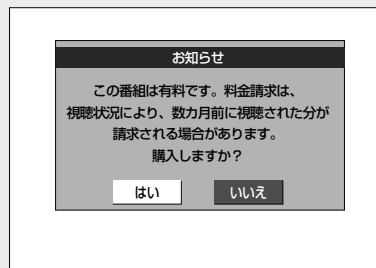 お知らせ
この番組は有料です。料金請求は、
視聴状況により、数カ月前に視聴された分が
請求される場合があります。
購入しますか？
はい いいえ